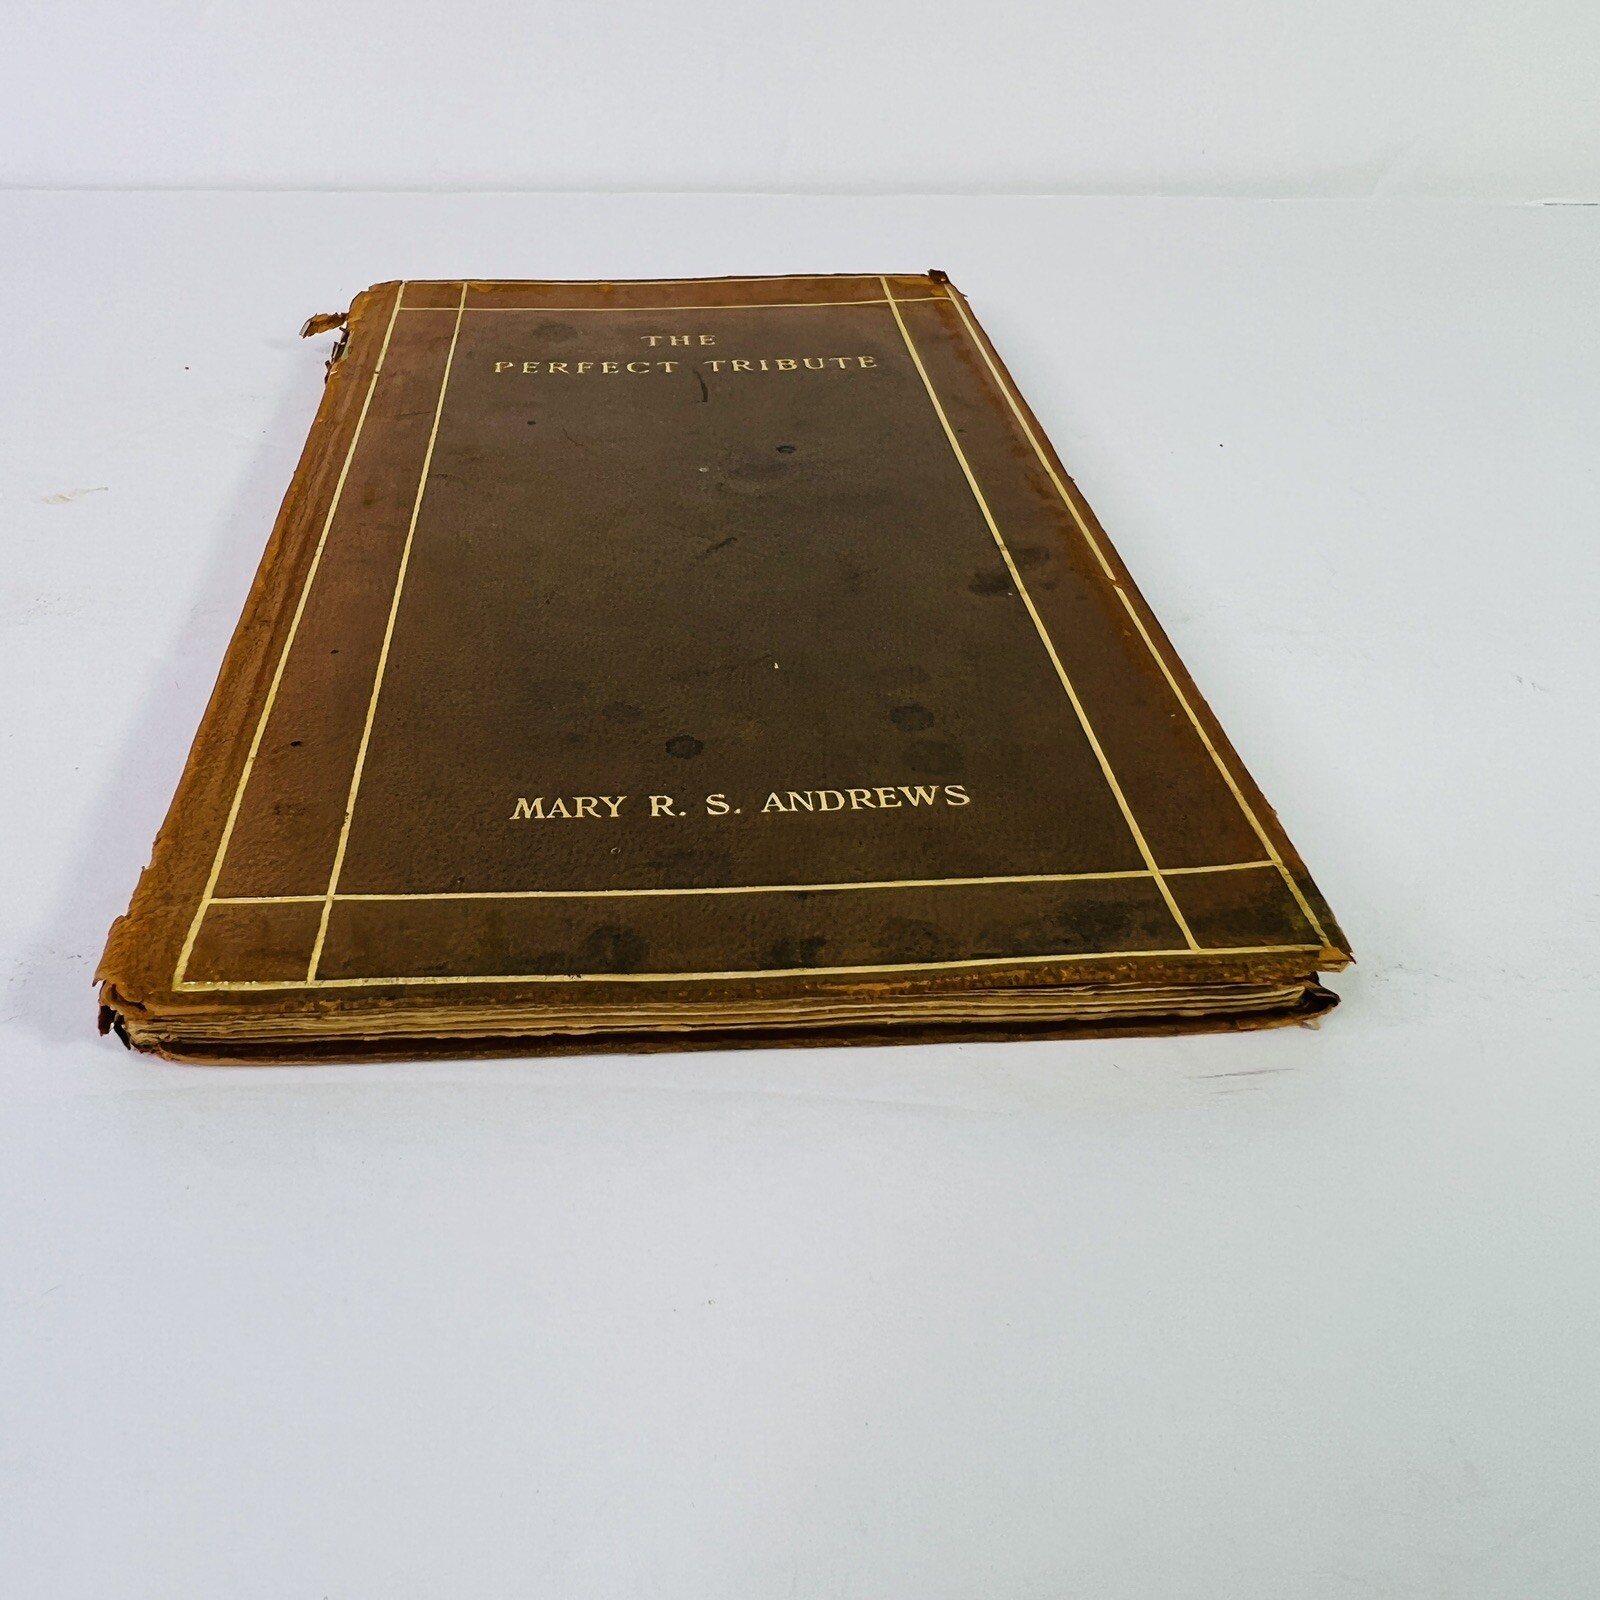 THE
PERFECT TRIBUTE
MARY R. S. ANDREWS